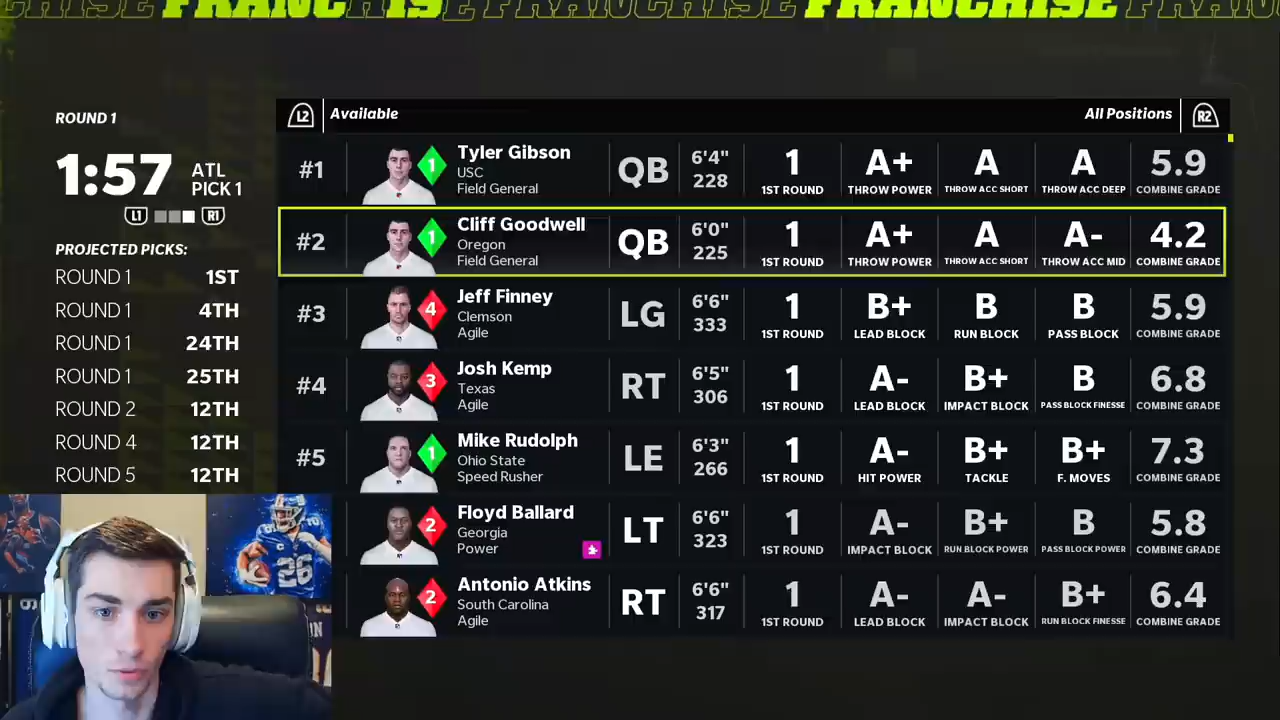 FRANCHISE FRANCHISE FRANCHISE
ROUND 1
1:57
ATL
PICK 1
L1 R1
PROJECTED PICKS:
ROUND 1 1ST
ROUND 1 4TH
ROUND 1 24TH
ROUND 1 25TH
ROUND 2 12TH
ROUND 4 12TH
ROUND 5 12TH
L2 Available All Positions R2
#1 1 Tyler Gibson
USC
Field General
QB 6'4" 228
1 1ST ROUND
A+ THROW POWER
A THROW ACC SHORT
A THROW ACC DEEP
5.9 COMBINE GRADE
#2 1 Cliff Goodwell
Oregon
Field General
QB 6'0" 225
1 1ST ROUND
A+ THROW POWER
A THROW ACC SHORT
A- THROW ACC MID
4.2 COMBINE GRADE
#3 4 Jeff Finney
Clemson
Agile
LG 6'6" 333
1 1ST ROUND
B+ LEAD BLOCK
B RUN BLOCK
B PASS BLOCK
5.9 COMBINE GRADE
#4 3 Josh Kemp
Texas
Agile
RT 6'5" 306
1 1ST ROUND
A- LEAD BLOCK
B+ IMPACT BLOCK
B PASS BLOCK FINESSE
6.8 COMBINE GRADE
#5 1 Mike Rudolph
Ohio State
Speed Rusher
LE 6'3" 266
1 1ST ROUND
A- HIT POWER
B+ TACKLE
B+ F. MOVES
7.3 COMBINE GRADE
2 Floyd Ballard
Georgia
Power
LT 6'6" 323
1 1ST ROUND
A- IMPACT BLOCK
B+ RUN BLOCK POWER
B PASS BLOCK POWER
5.8 COMBINE GRADE
2 Antonio Atkins
South Carolina
Agile
RT 6'6" 317
1 1ST ROUND
A- LEAD BLOCK
A- IMPACT BLOCK
B+ RUN BLOCK FINESSE
6.4 COMBINE GRADE
26